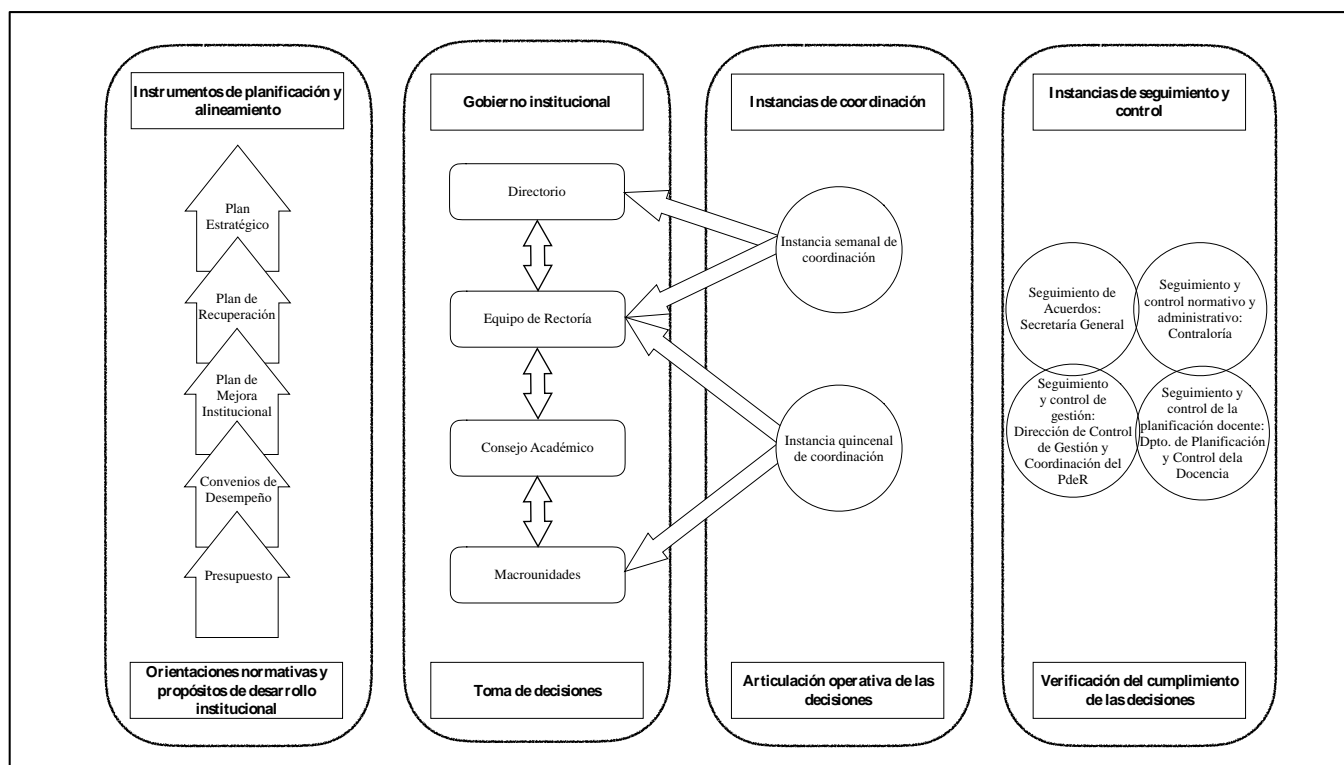 Instrumentos de planificación y
alineamiento
Plan
Estratégico
Plan de
Recuperación
Plan de
Mejora
Institucional
Convenios de
Desempeño
Presupuesto
Orientaciones normativas y
propósitos de desarrollo
institucional
Gobierno institucional
Directorio
Equipo de Rectoría
Consejo Académico
Macrounidades
Toma de decisiones
Instancias de coordinación
Instancia semanal de
coordinación
Instancia quincenal
de coordinación
Articulación operativa de las
decisiones
Instancias de seguimiento y
control
Seguimiento de
Acuerdos:
Secretaría General
Seguimiento y
control normativo y
administrativo:
Contraloría
Seguimiento
y control de
gestión:
Dirección de Control
de Gestión y
Coordinación del
PdeR
Seguimiento y
control de la
planificación docente:
Dpto. de Planificación
y Control dela
Docencia
Verificación del cumplimiento
de las decisiones